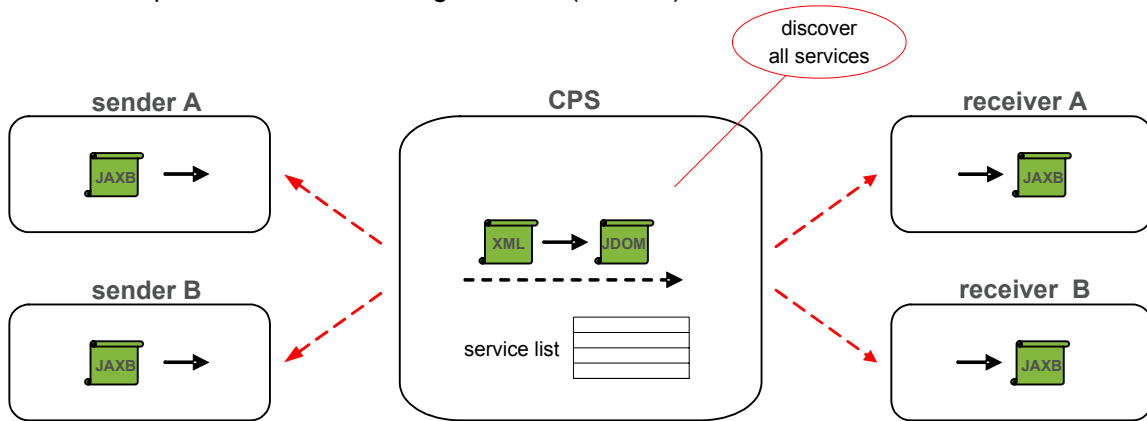 discover
all services
sender A
CPS
receiver A
JAXB
JAXB
XML
JDOM
sender B
receiver B
JAXB
service list
JAXB